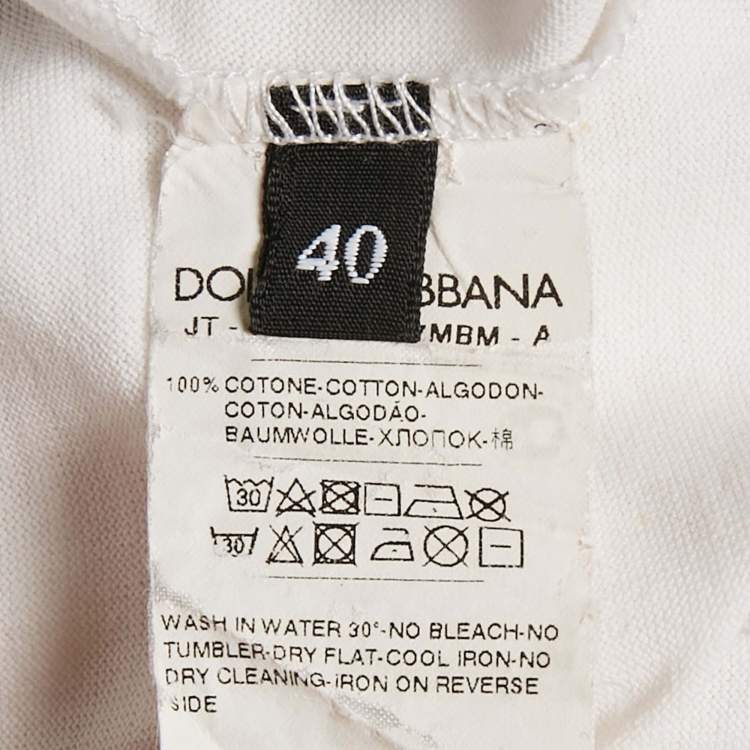 40
DOL BBANA
JT - MBM - A
100% COTONE-COTTON-ALGODON-
COTON-ALGODÃO-
BAUMWOLLE-ХЛОПОК-棉
30
30
WASH IN WATER 30°-NO BLEACH-NO
TUMBLER-DRY FLAT-COOL IRON-NO
DRY CLEANING-IRON ON REVERSE
SIDE